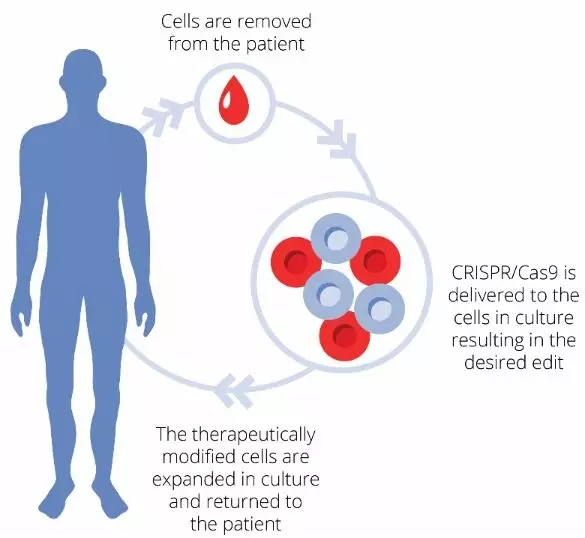 Cells are removed
from the patient
CRISPR/Cas9 is
delivered to the
cells in culture
resulting in the
desired edit
The therapeutically
modified cells are
expanded in culture
and returned to
the patient